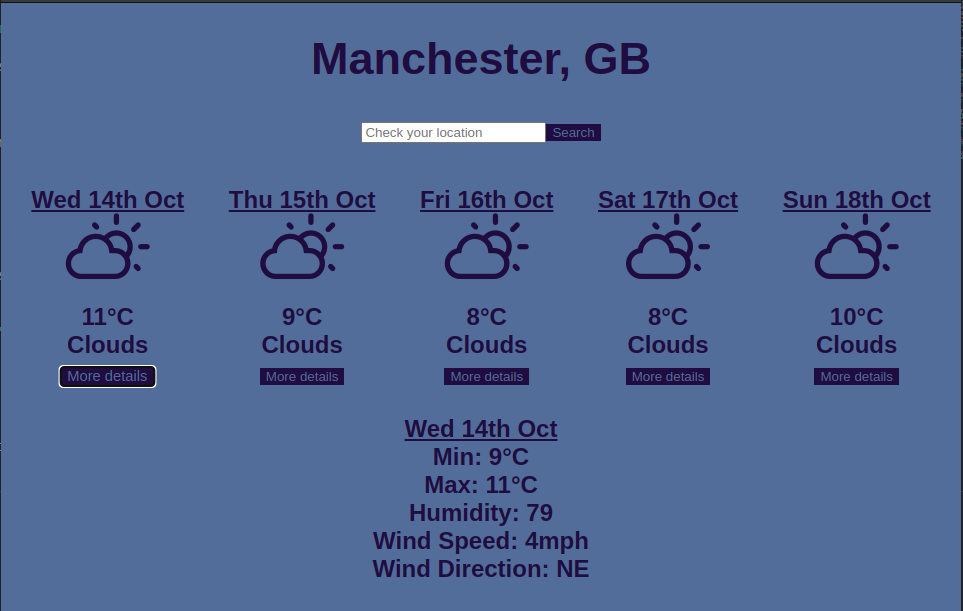 Manchester, GB
Check your location Search
Wed 14th Oct Thu 15th Oct Fri 16th Oct Sat 17th Oct Sun 18th Oct
11°C 9°C 8°C 8°C 10°C
Clouds Clouds Clouds Clouds Clouds
More details More details More details More details More details
Wed 14th Oct
Min: 9°C
Max: 11°C
Humidity: 79
Wind Speed: 4mph
Wind Direction: NE